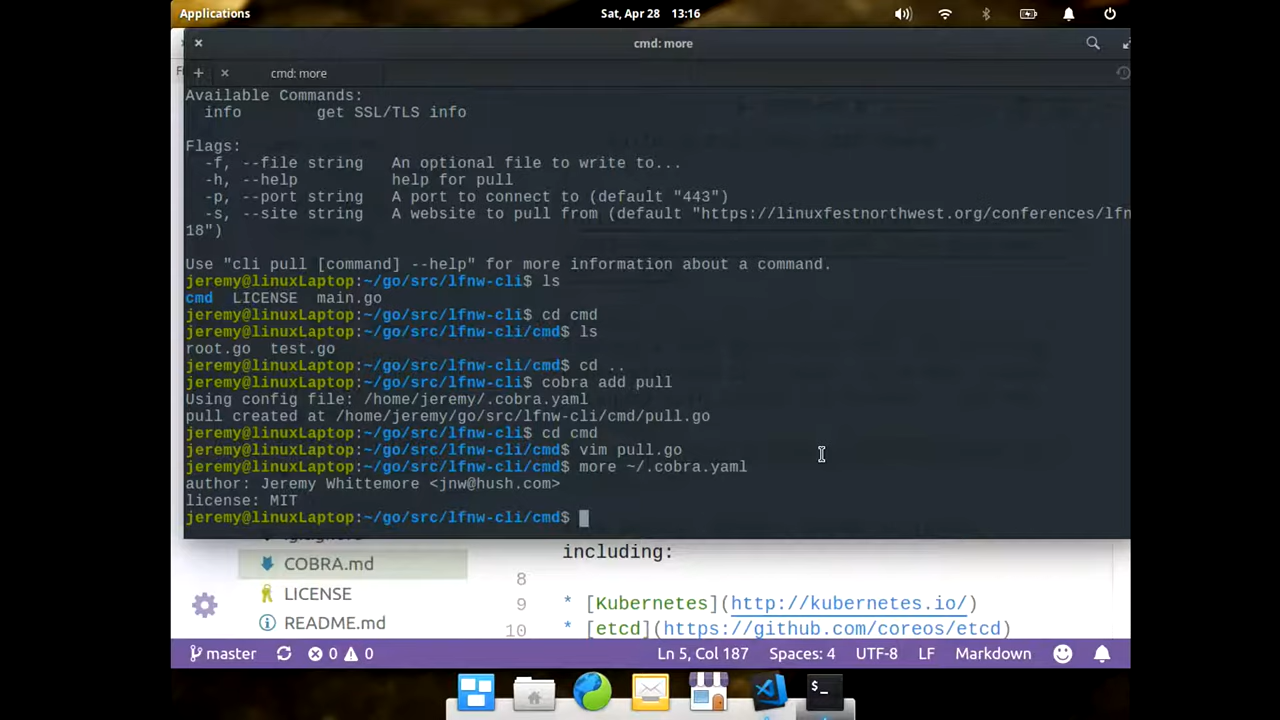 Applications
Sat, Apr 28 13:16
cmd: more
cmd: more
Available Commands:
info get SSL/TLS info
Flags:
-f, --file string An optional file to write to...
-h, --help help for pull
-p, --port string A port to connect to (default "443")
-s, --site string A website to pull from (default "https://linuxfestnorthwest.org/conferences/lfn
18")
Use "cli pull [command] --help" for more information about a command.
jeremy@linuxLaptop:~/go/src/lfnw-cli$ ls
cmd LICENSE main.go
jeremy@linuxLaptop:~/go/src/lfnw-cli$ cd cmd
jeremy@linuxLaptop:~/go/src/lfnw-cli/cmd$ ls
root.go test.go
jeremy@linuxLaptop:~/go/src/lfnw-cli/cmd$ cd ..
jeremy@linuxLaptop:~/go/src/lfnw-cli$ cobra add pull
Using config file: /home/jeremy/.cobra.yaml
pull created at /home/jeremy/go/src/lfnw-cli/cmd/pull.go
jeremy@linuxLaptop:~/go/src/lfnw-cli$ cd cmd
jeremy@linuxLaptop:~/go/src/lfnw-cli/cmd$ vim pull.go
jeremy@linuxLaptop:~/go/src/lfnw-cli/cmd$ more ~/.cobra.yaml
author: Jeremy Whittemore <jnw@hush.com>
license: MIT
jeremy@linuxLaptop:~/go/src/lfnw-cli/cmd$
including:
COBRA.md
8
LICENSE
9 * [Kubernetes](http://kubernetes.io/)
README.md
10 * [etcd](https://github.com/coreos/etcd)
master 0 0 Ln 5, Col 187 Spaces: 4 UTF-8 LF Markdown